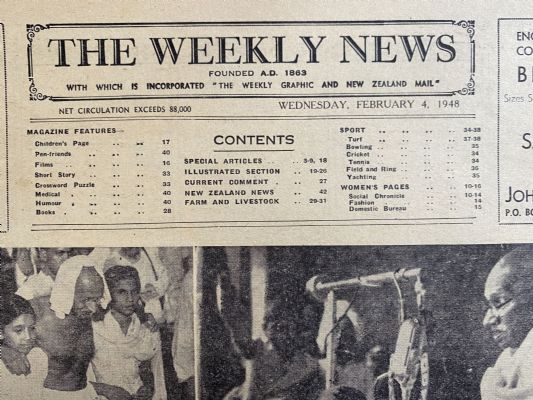 THE WEEKLY NEWS
FOUNDED A.D. 1863
WITH WHICH IS INCORPORATED "THE WEEKLY GRAPHIC AND NEW ZEALAND MAIL"
NET CIRCULATION EXCEEDS 88,000
WEDNESDAY, FEBRUARY 4, 1948
MAGAZINE FEATURES—
Children's Page .. .. .. 17
Pen-friends .. .. .. 40
Films .. .. .. .. 16
Short Story .. .. .. 33
Crossword Puzzle .. .. 33
Medical .. .. .. .. 40
Humour .. .. .. .. 40
Books .. .. .. .. 28
CONTENTS
SPECIAL ARTICLES .. .. 5-9, 18
ILLUSTRATED SECTION .. 19-26
CURRENT COMMENT .. .. 27
NEW ZEALAND NEWS .. .. 42
FARM AND LIVESTOCK .. 29-31
SPORT .. .. .. .. 34-38
Turf .. .. .. .. 37-38
Bowling .. .. .. .. 35
Cricket .. .. .. .. 34
Tennis .. .. .. .. 34
Field and Ring .. .. 36
Yachting .. .. .. 35
WOMEN'S PAGES .. .. 10-16
Social Chronicle .. .. 10-14
Fashion .. .. .. .. 14
Domestic Bureau .. .. 15
EN
CO
B
Sizes S
S
JOH
P.O. BO